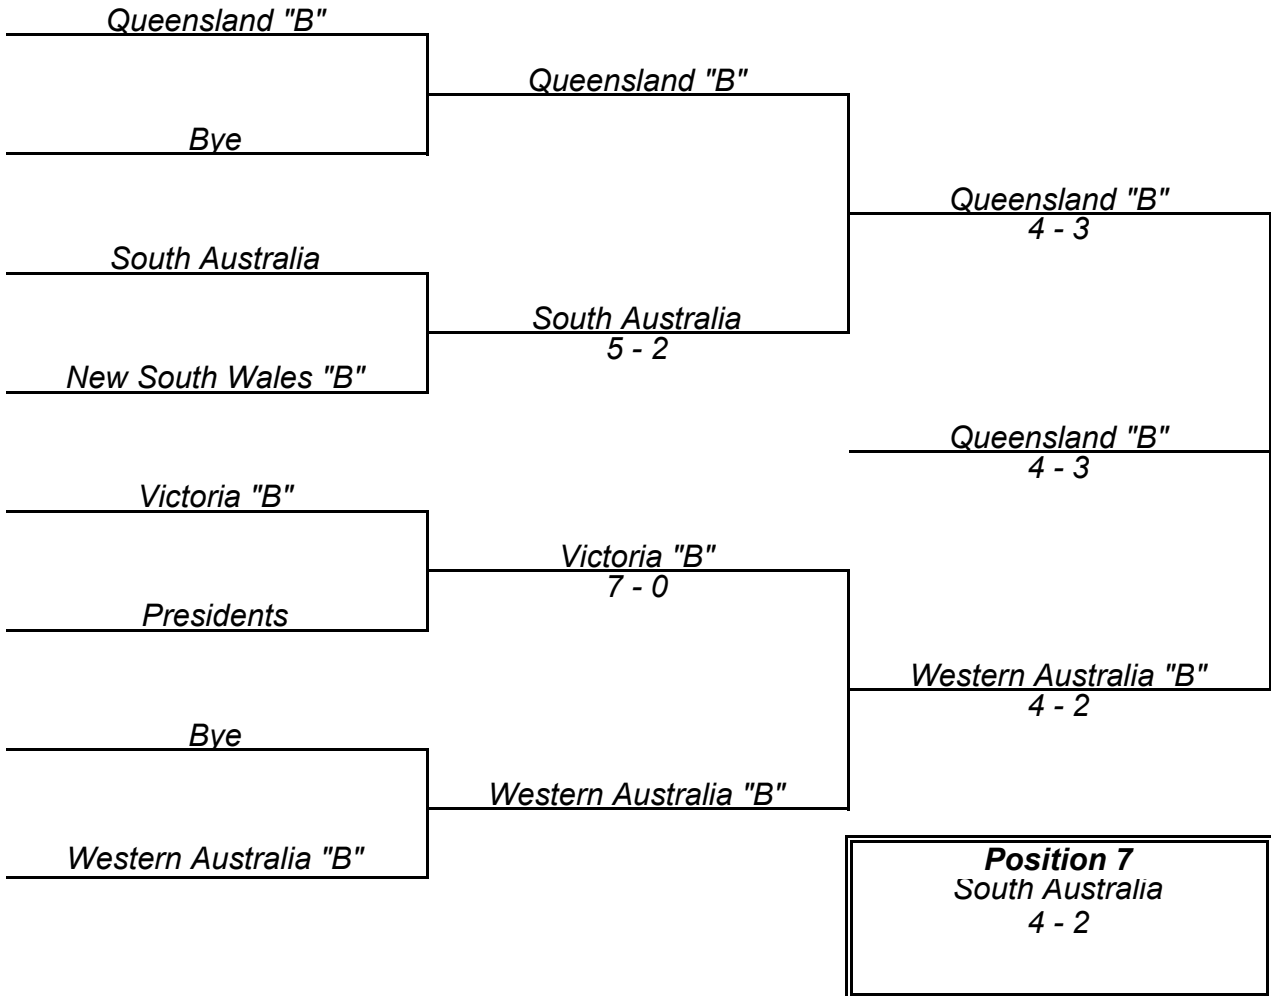 Queensland "B"
Queensland "B"
Bye
Queensland "B"
4 - 3
South Australia
South Australia
5 - 2
New South Wales "B"
Queensland "B"
4 - 3
Victoria "B"
Victoria "B"
7 - 0
Presidents
Western Australia "B"
4 - 2
Bye
Western Australia "B"
Western Australia "B"
Position 7
South Australia
4 - 2